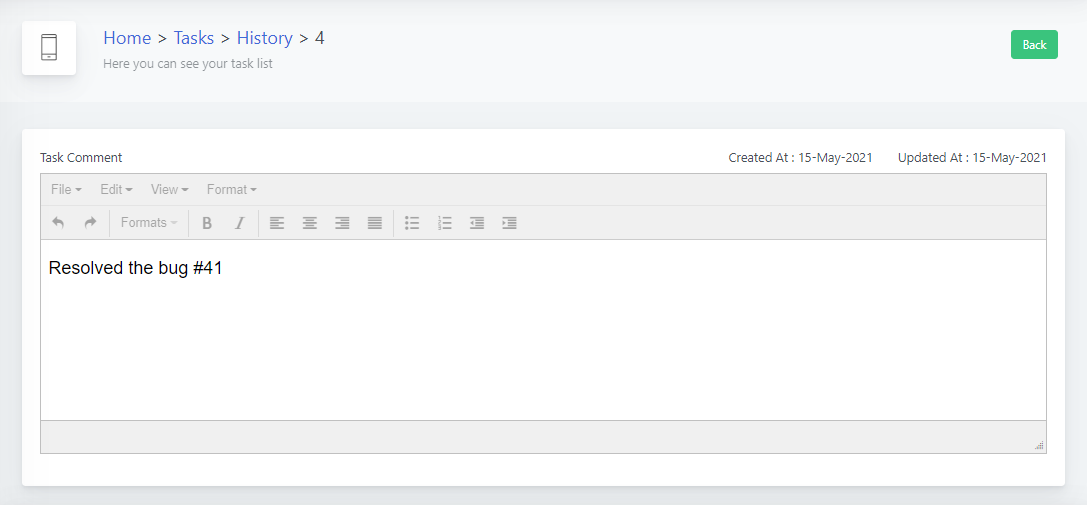 Home > Tasks > History > 4
Here you can see your task list
Back
Task Comment
Created At : 15-May-2021 Updated At : 15-May-2021
File Edit View Format
Formats B I
Resolved the bug #41